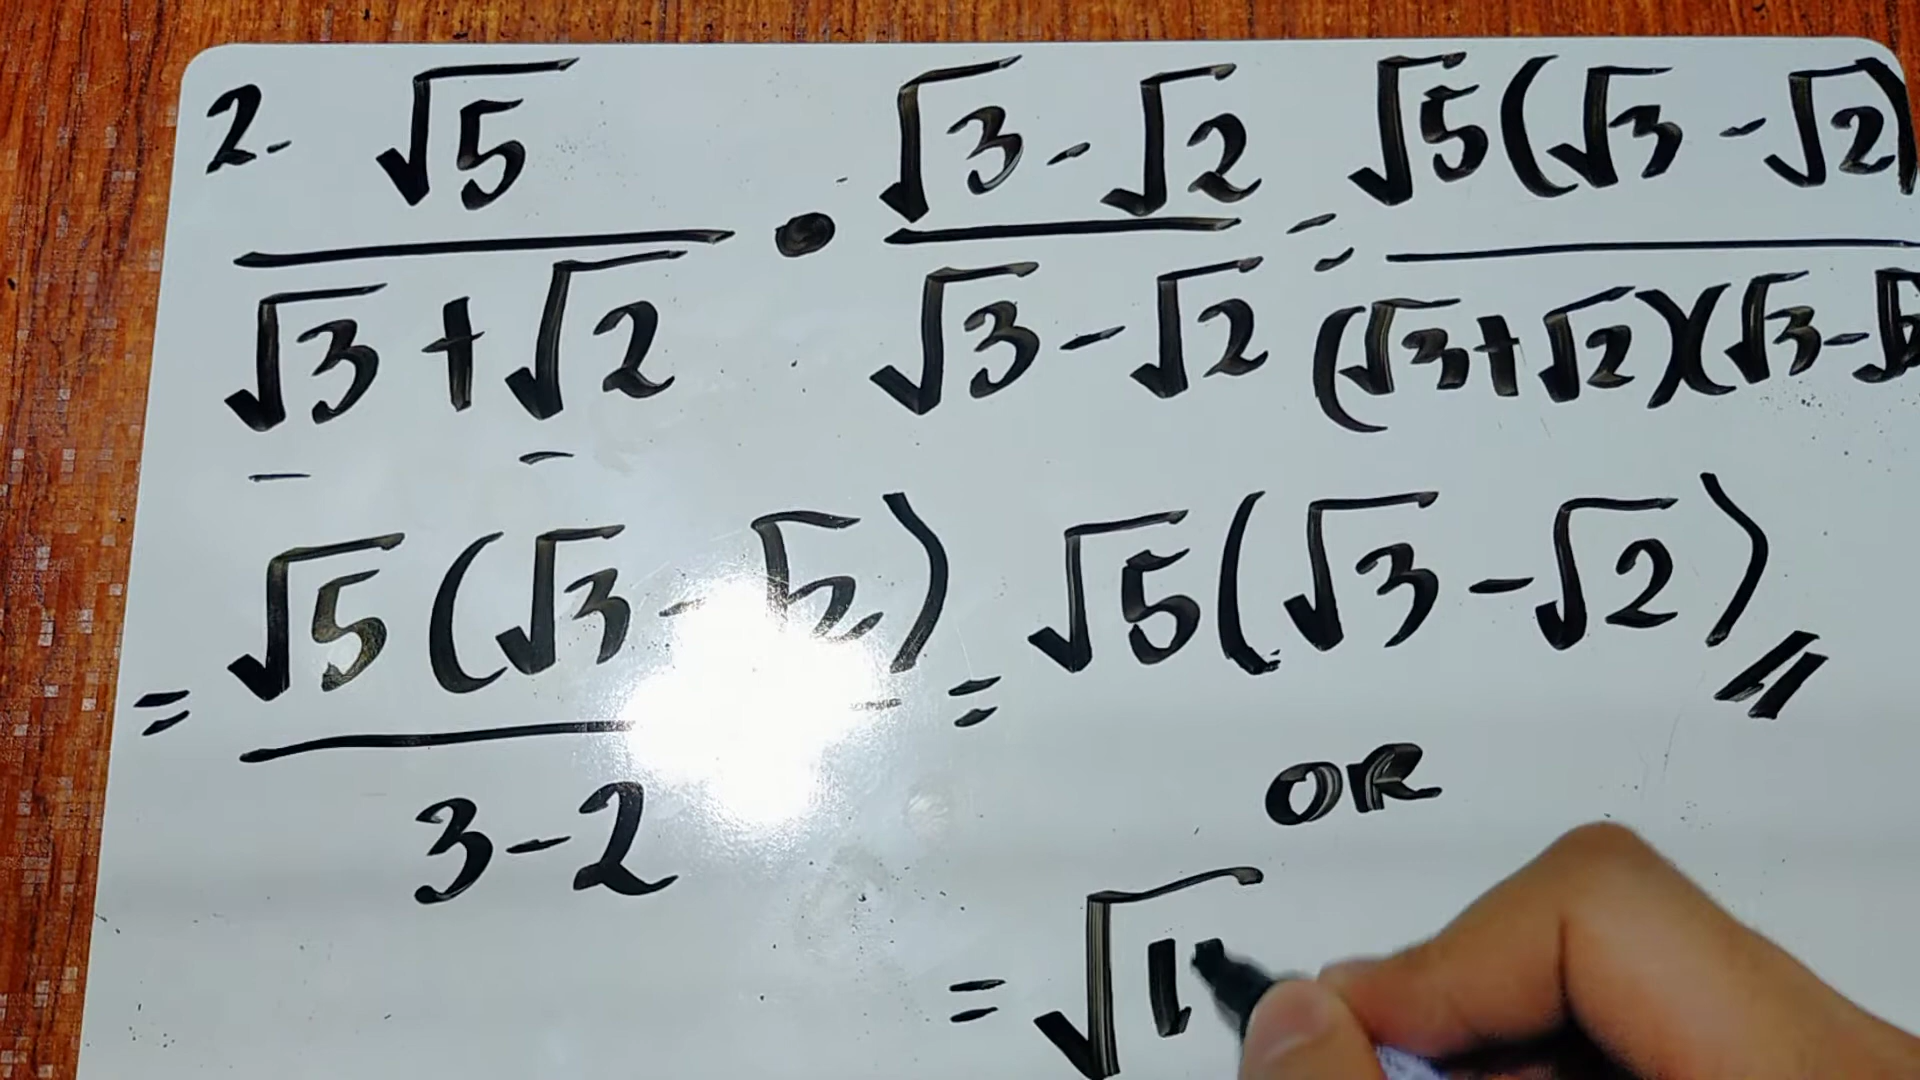 2. √5 / (√3 + √2) • (√3 - √2) / (√3 - √2) = √5(√3 - √2) / (√3+√2)(√3-√2
= √5(√3 - √2) / (3 - 2) = √5(√3 - √2)
OR
= √1